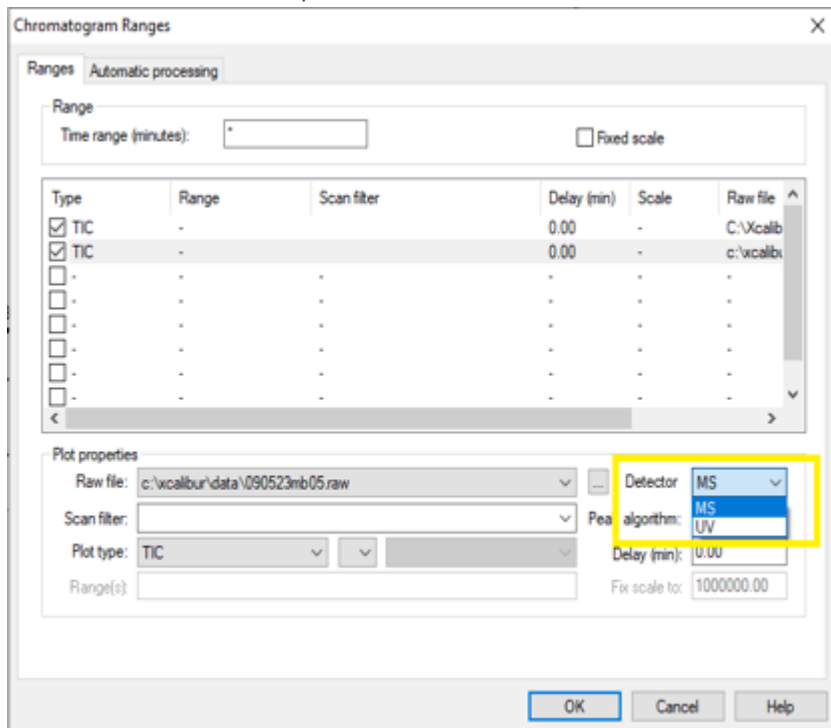 Chromatogram Ranges
Ranges Automatic processing
Range
Time range (minutes): * Fixed scale
Type Range Scan filter Delay (min) Scale Raw file
TIC - 0.00 - C:\Xcalib
TIC - 0.00 - c:\xcalibu
- - - - - -
- - - - - -
- - - - - -
- - - - - -
- - - - - -
- - - - - -
Plot properties
Raw file: c:\xcalibur\data\090523mb05.raw ... Detector MS
MS
Scan filter: Pea algorithm: UV
Plot type: TIC Delay (min): 0.00
Range(s): Fix scale to: 1000000.00
OK Cancel Help